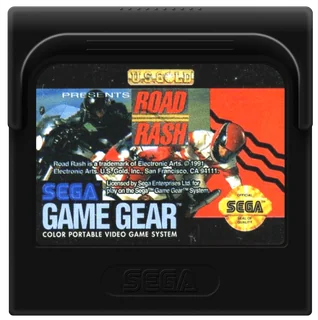 U.S. GOLD
PRESENTS
ROAD
RASH
Road Rash is a trademark of Electronic Arts. © 1991
Electronic Arts. U.S. Gold, Inc., San Francisco, CA 94111.
Licensed by Sega Enterprises Ltd. for
play on the Sega™ Game Gear™ System.
SEGA
GAME GEAR™
COLOR PORTABLE VIDEO GAME SYSTEM
OFFICIAL
SEGA
SEAL OF
QUALITY
SEGA